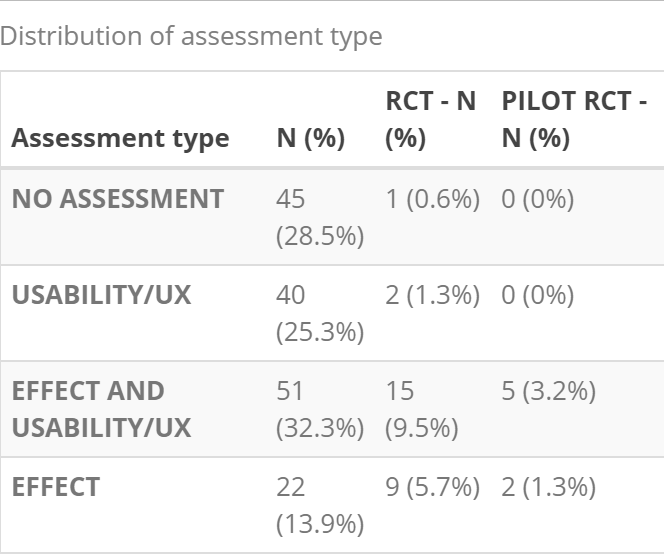 Distribution of assessment type
Assessment type N (%) RCT - N (%) PILOT RCT - N (%)
NO ASSESSMENT 45 (28.5%) 1 (0.6%) 0 (0%)
USABILITY/UX 40 (25.3%) 2 (1.3%) 0 (0%)
EFFECT AND USABILITY/UX 51 (32.3%) 15 (9.5%) 5 (3.2%)
EFFECT 22 (13.9%) 9 (5.7%) 2 (1.3%)